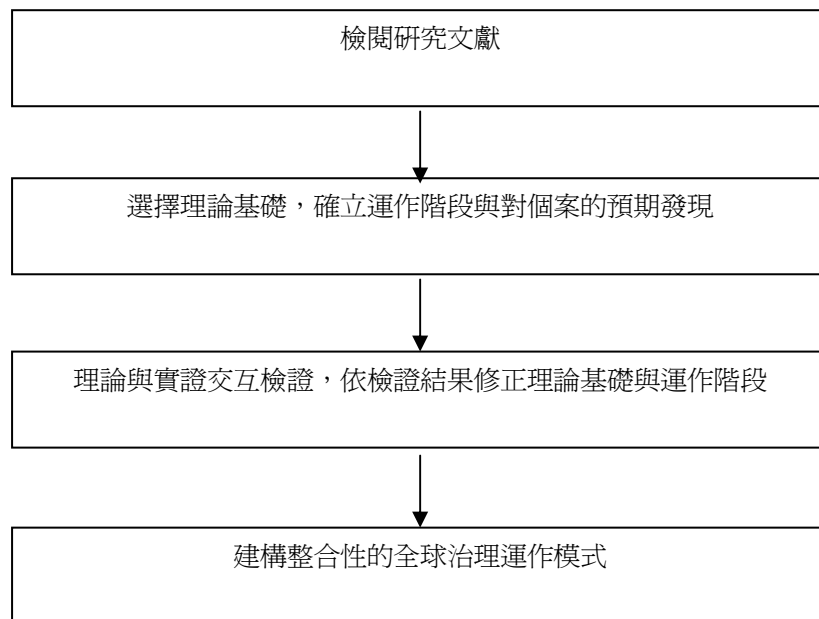 檢閱研究文獻
選擇理論基礎，確立運作階段與對個案的預期發現
理論與實證交互檢證，依檢證結果修正理論基礎與運作階段
建構整合性的全球治理運作模式